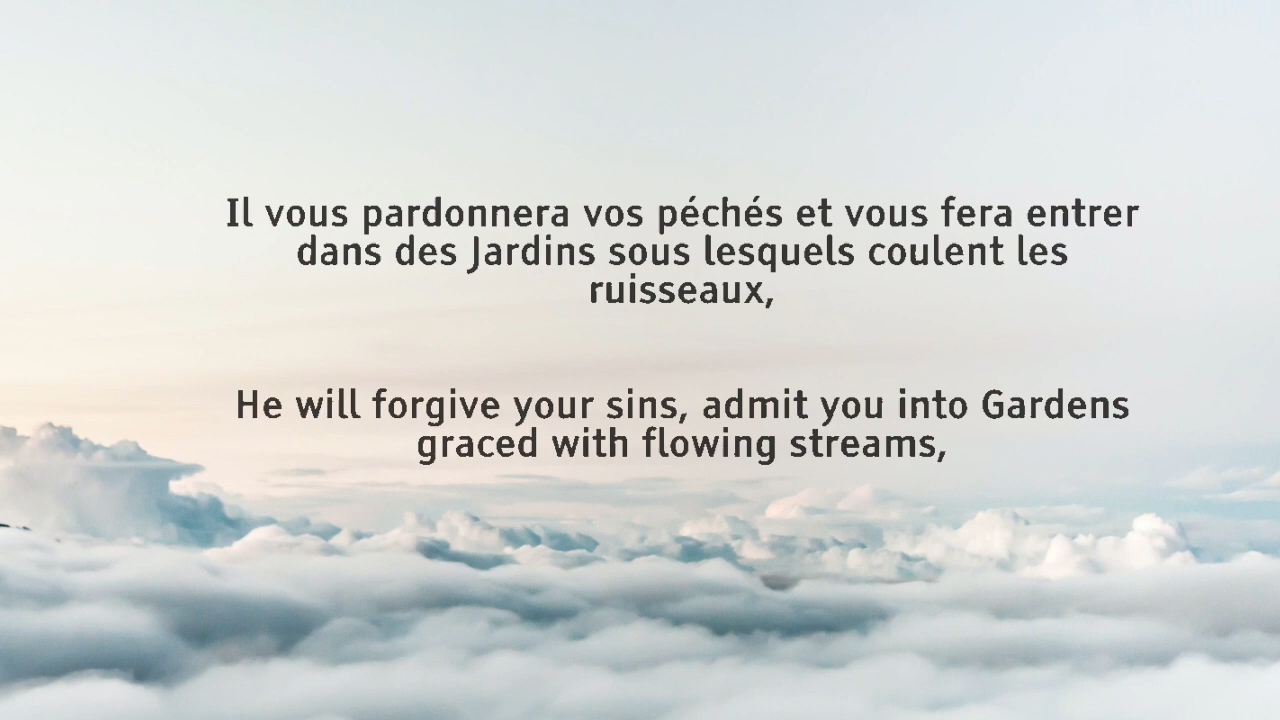 Il vous pardonnera vos péchés et vous fera entrer
dans des Jardins sous lesquels coulent les
ruisseaux,
He will forgive your sins, admit you into Gardens
graced with flowing streams,